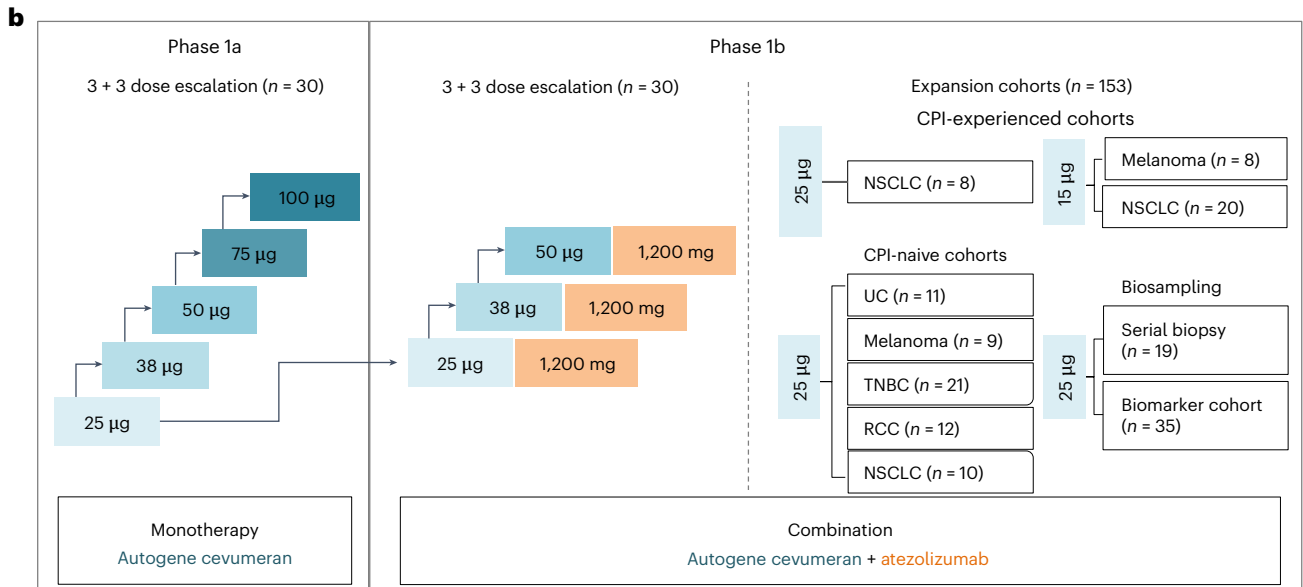 b
Phase 1a
3 + 3 dose escalation (n = 30)
100 µg
75 µg
50 µg
38 µg
25 µg
Monotherapy
Autogene cevumeran
Phase 1b
3 + 3 dose escalation (n = 30)
50 µg 1,200 mg
38 µg 1,200 mg
25 µg 1,200 mg
Expansion cohorts (n = 153)
CPI-experienced cohorts
25 µg
NSCLC (n = 8)
15 µg
Melanoma (n = 8)
NSCLC (n = 20)
CPI-naive cohorts
25 µg
UC (n = 11)
Melanoma (n = 9)
TNBC (n = 21)
RCC (n = 12)
NSCLC (n = 10)
Biosampling
25 µg
Serial biopsy
(n = 19)
Biomarker cohort
(n = 35)
Combination
Autogene cevumeran + atezolizumab